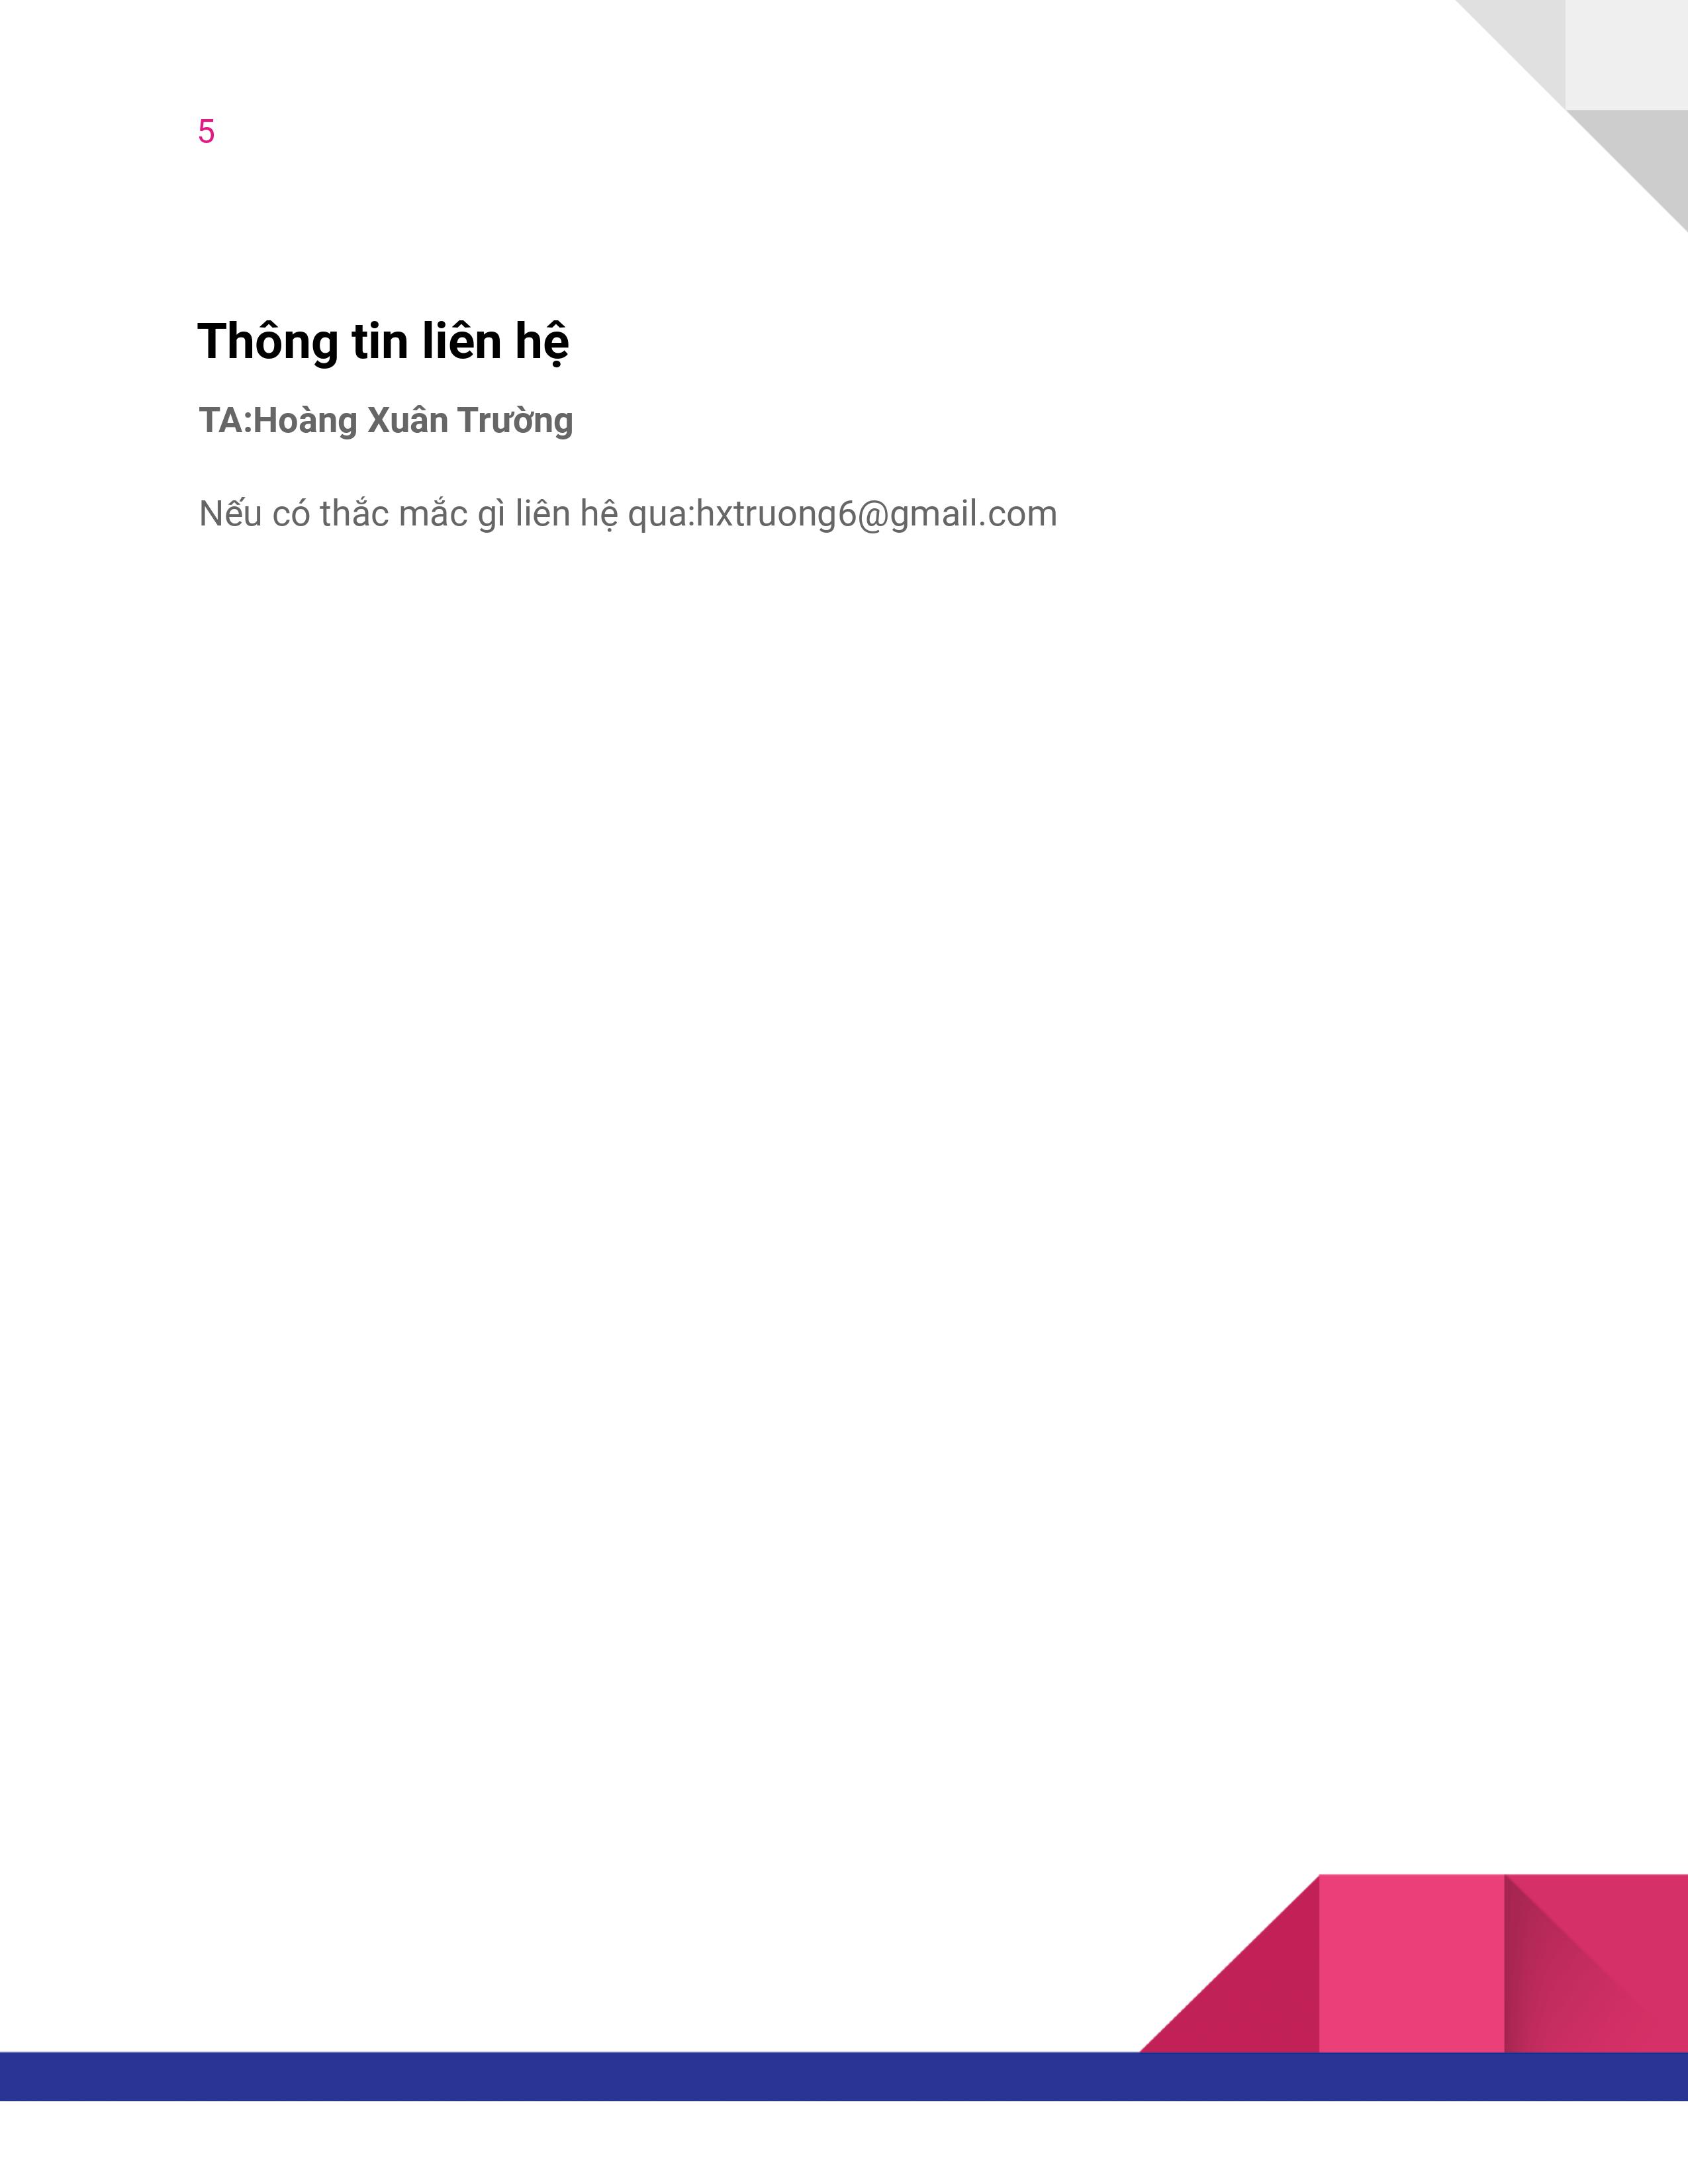 5
Thông tin liên hệ
TA:Hoàng Xuân Trường
Nếu có thắc mắc gì liên hệ qua:hxtruong6@gmail.com